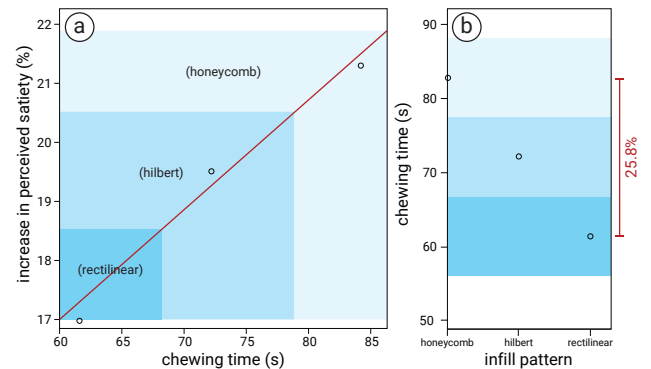 a
increase in perceived satiety (%)
22
21
20
19
18
17
(honeycomb)
(hilbert)
(rectilinear)
60 65 70 75 80 85
chewing time (s)
b
chewing time (s)
90
80
70
60
50
25.8%
honeycomb hilbert rectilinear
infill pattern